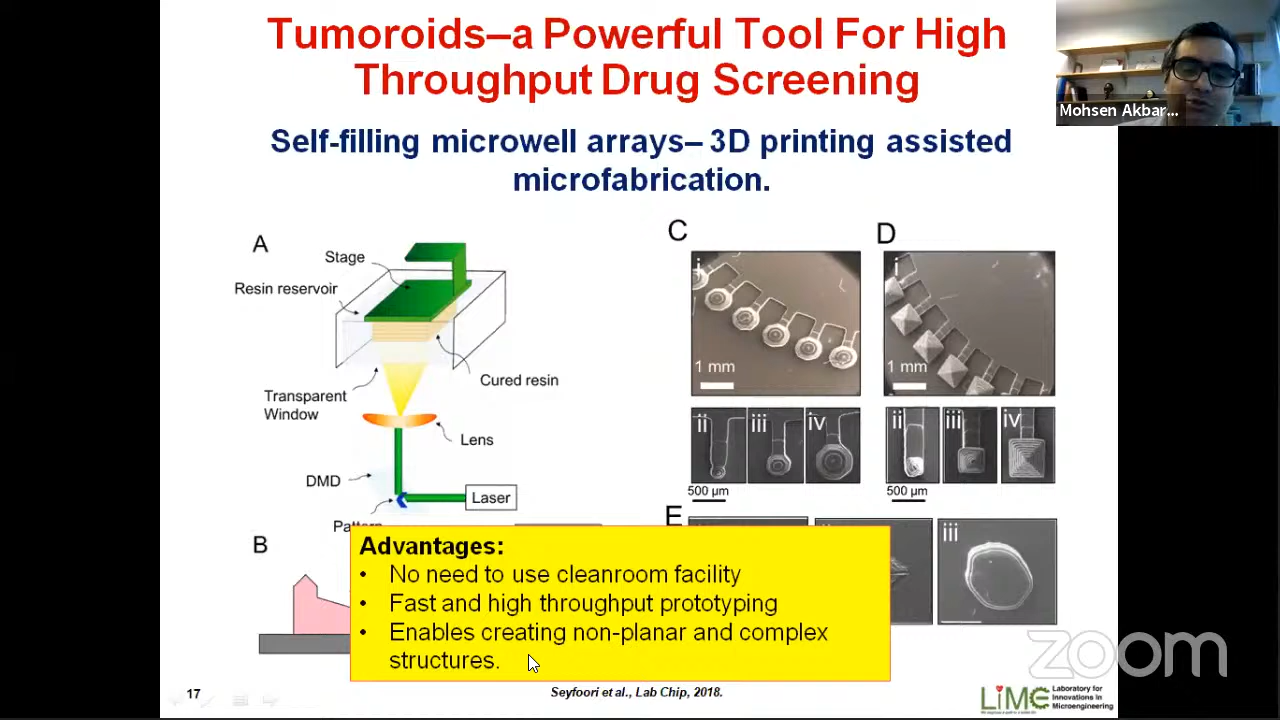 Tumoroids–a Powerful Tool For High
Throughput Drug Screening
Mohsen Akbar...
Self-filling microwell arrays– 3D printing assisted
microfabrication.
A
Stage
Resin reservoir
Cured resin
Transparent
Window
Lens
DMD
Laser
B
C
i
1 mm
ii
iii
iv
500 µm
D
i
1 mm
ii
iii
iv
500 µm
E
iii
Advantages:
• No need to use cleanroom facility
• Fast and high throughput prototyping
• Enables creating non-planar and complex
structures.
zoom
17
Seyfoori et al., Lab Chip, 2018.
LiME
Laboratory for
Innovations in
Microengineering